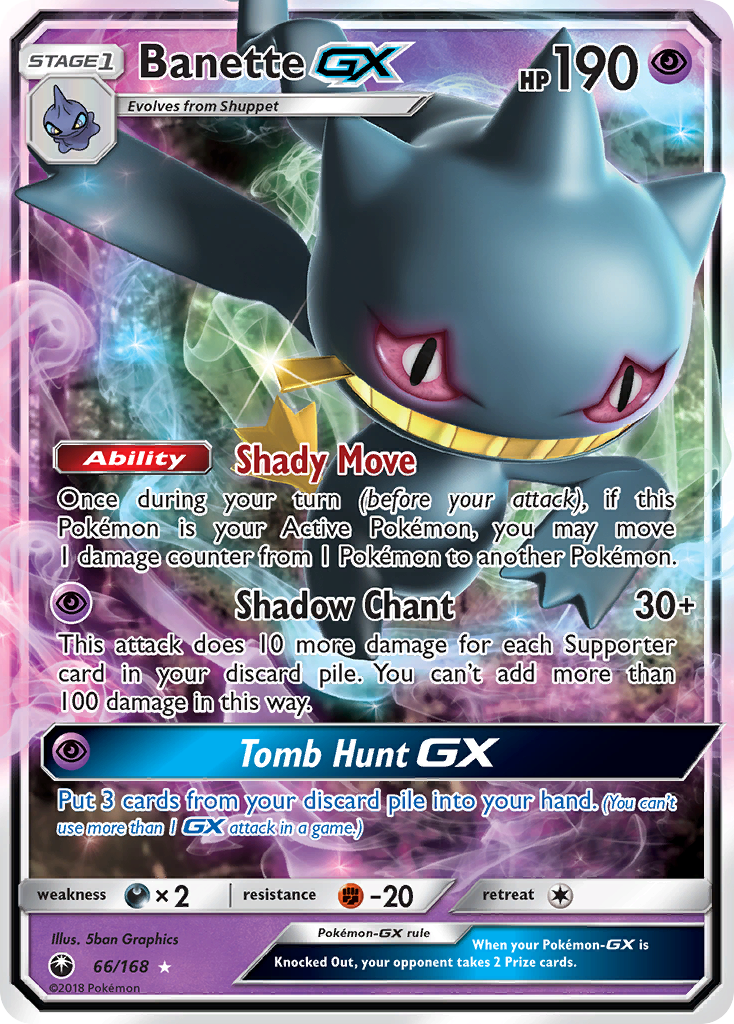 STAGE1 Banette GX HP190
Evolves from Shuppet
Ability Shady Move
Once during your turn (before your attack), if this
Pokémon is your Active Pokémon, you may move
1 damage counter from 1 Pokémon to another Pokémon.
Shadow Chant 30+
This attack does 10 more damage for each Supporter
card in your discard pile. You can't add more than
100 damage in this way.
Tomb Hunt GX
Put 3 cards from your discard pile into your hand. (You can't
use more than 1 GX attack in a game.)
weakness ×2 resistance -20 retreat
Illus. 5ban Graphics
66/168
©2018 Pokémon
Pokémon-GX rule
When your Pokémon-GX is
Knocked Out, your opponent takes 2 Prize cards.